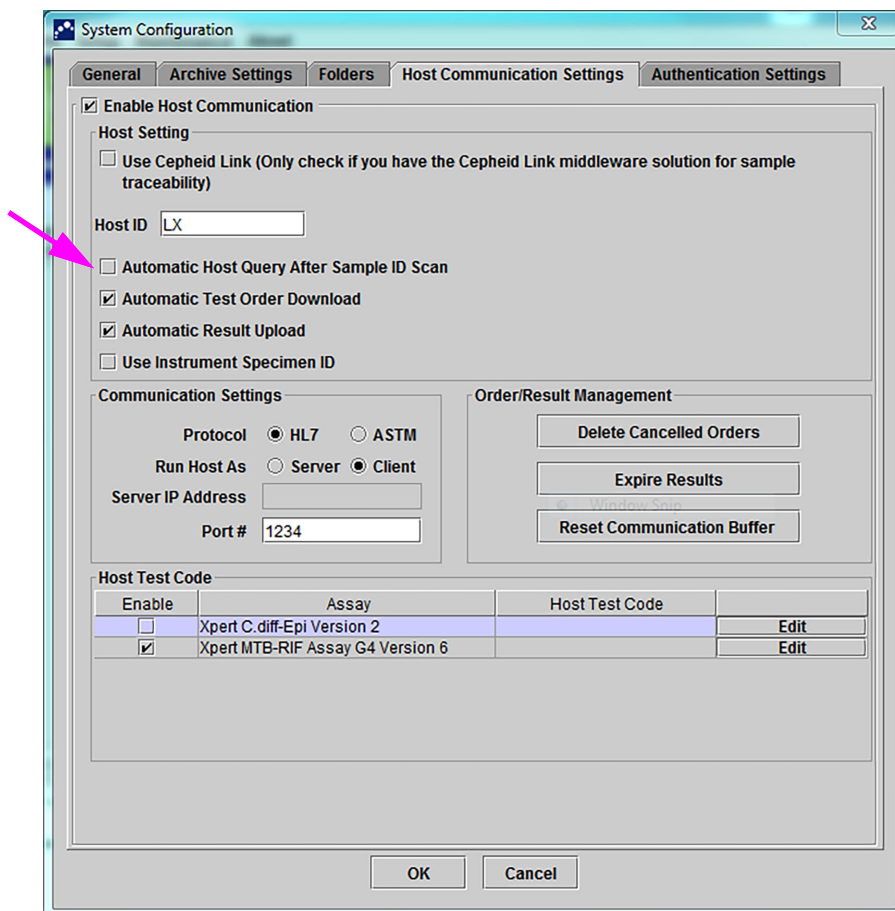 System Configuration
General Archive Settings Folders Host Communication Settings Authentication Settings
Enable Host Communication
Host Setting
Use Cepheid Link (Only check if you have the Cepheid Link middleware solution for sample
traceability)
Host ID LX
Automatic Host Query After Sample ID Scan
Automatic Test Order Download
Automatic Result Upload
Use Instrument Specimen ID
Communication Settings
Protocol HL7 ASTM
Run Host As Server Client
Server IP Address
Port # 1234
Order/Result Management
Delete Cancelled Orders
Expire Results
Window Snip
Reset Communication Buffer
Host Test Code
Enable Assay Host Test Code
Xpert C.diff-Epi Version 2 Edit
Xpert MTB-RIF Assay G4 Version 6 Edit
OK Cancel